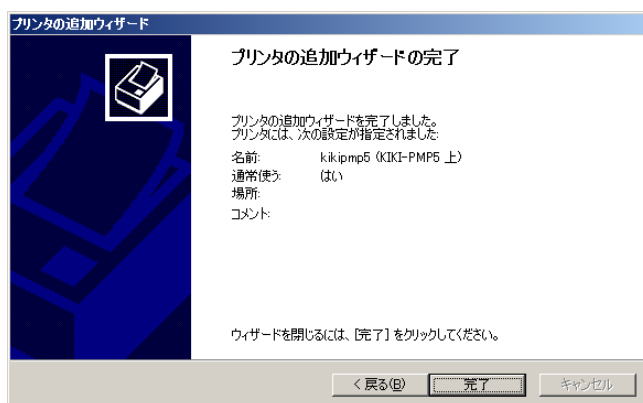 プリンタの追加ウィザード
プリンタの追加ウィザードの完了
プリンタの追加ウィザードを完了しました。
プリンタには、次の設定が指定されました:
名前: kikipmp5 (KIKI-PMP5 上)
通常使う: はい
場所:
コメント:
ウィザードを閉じるには、[完了] をクリックしてください。
< 戻る(B) 完了 キャンセル